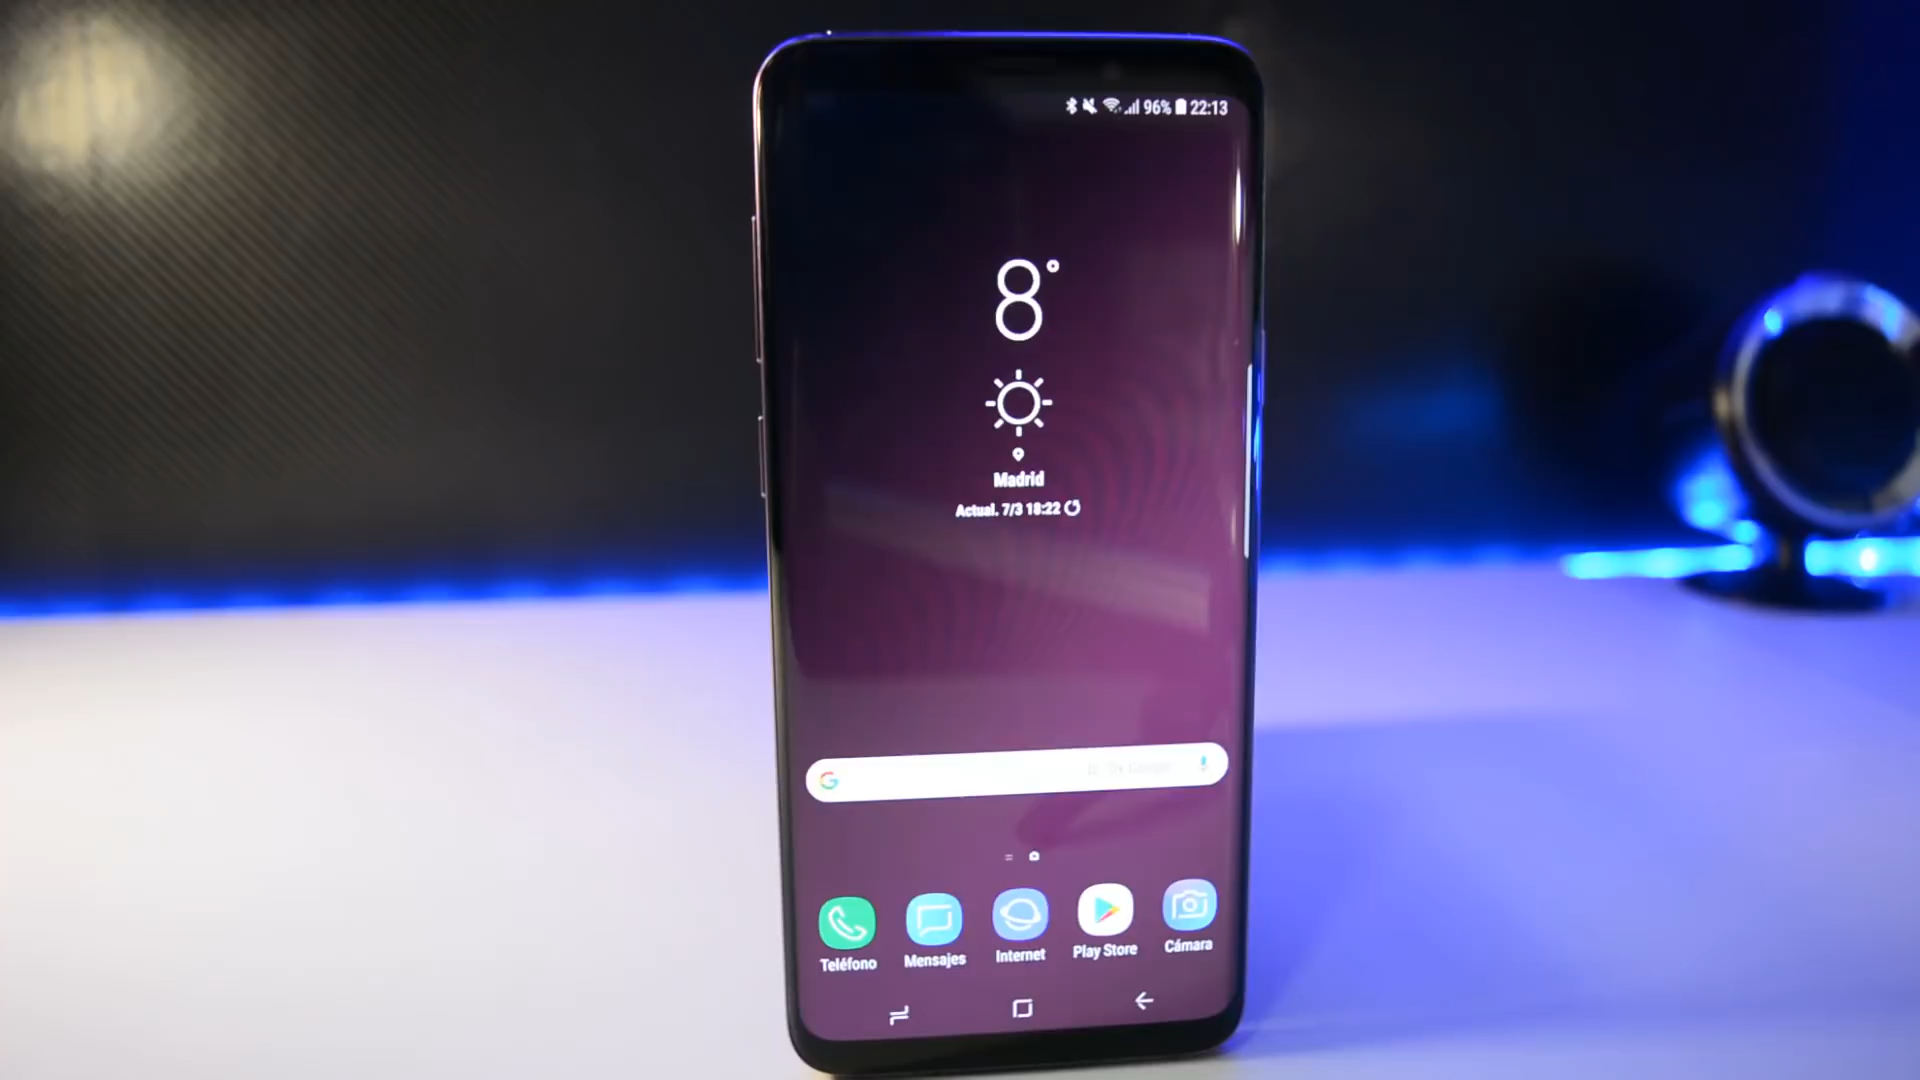 96% 22:13
8°
Madrid
Actual. 7/3 18:22
Teléfono
Mensajes
Internet
Play Store
Cámara